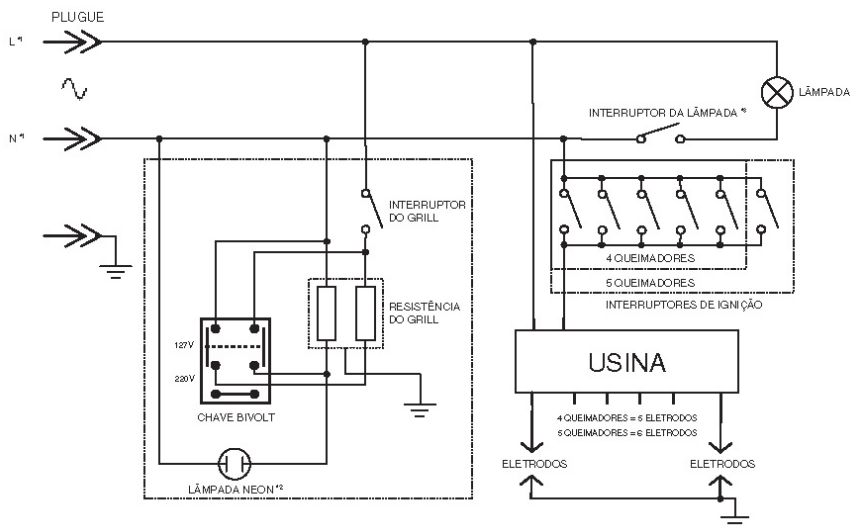 PLUGUE
L*¹
LÂMPADA
INTERRUPTOR DA LÂMPADA *³
N*¹
INTERRUPTOR
DO GRILL
4 QUEIMADORES
5 QUEIMADORES
INTERRUPTORES DE IGNIÇÃO
RESISTÊNCIA
DO GRILL
127V
220V
CHAVE BIVOLT
USINA
4 QUEIMADORES = 5 ELETRODOS
5 QUEIMADORES = 6 ELETRODOS
ELETRODOS
ELETRODOS
LÂMPADA NEON*²